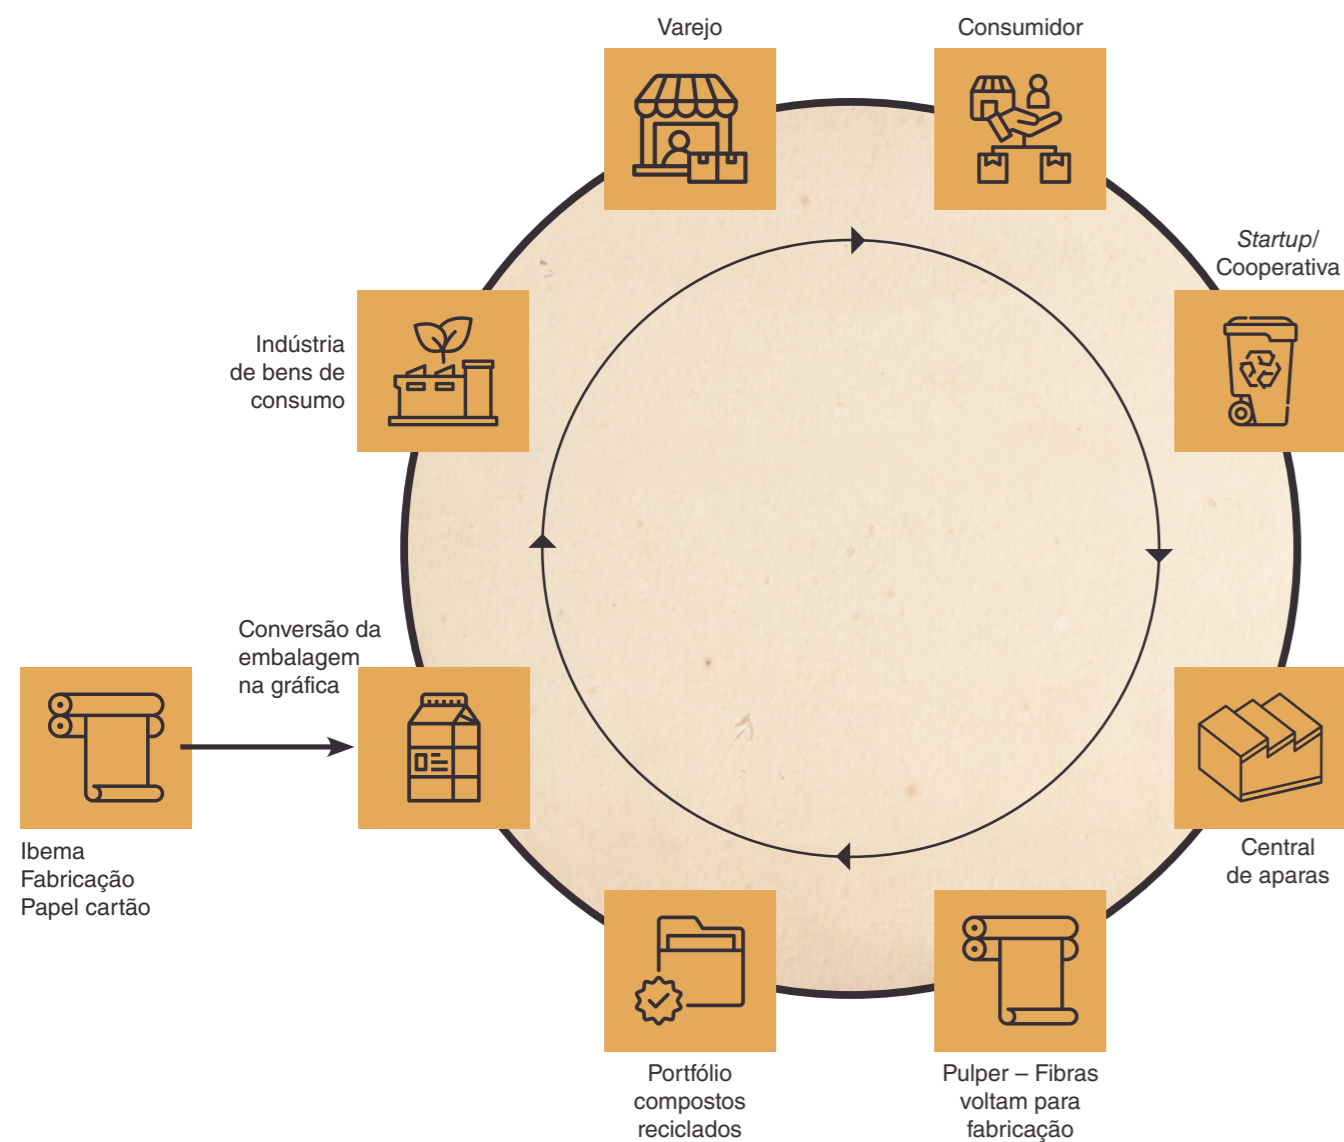 Varejo
Consumidor
Startup/
Cooperativa
Indústria
de bens de
consumo
Conversão da
embalagem
na gráfica
Ibema
Fabricação
Papel cartão
Central
de aparas
Portfólio
compostos
reciclados
Pulper – Fibras
voltam para
fabricação